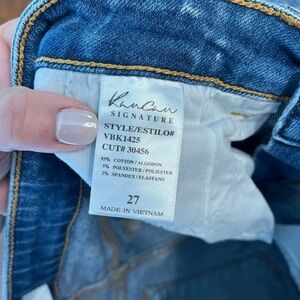 KanCan
SIGNATURE
STYLE/ESTILO#
VBK1425
CUT# 30456
93% COTTON/ALGODON
5% POLYESTER/POLIESTER
2% SPANDEX/ELASTANO
27
MADE IN VIETNAM